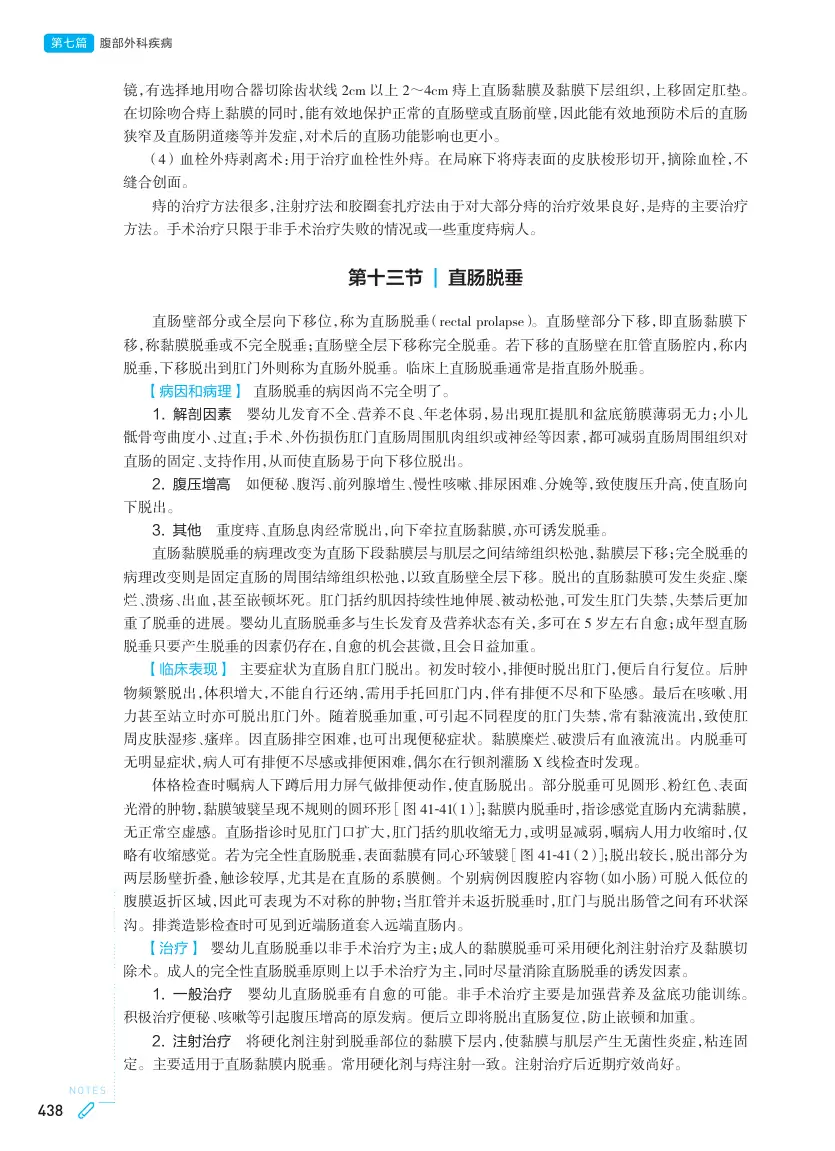 第七篇 腹部外科疾病
镜,有选择地用吻合器切除齿状线 2cm 以上 2～4cm 痔上直肠黏膜及黏膜下层组织,上移固定肛垫。
在切除吻合痔上黏膜的同时,能有效地保护正常的直肠壁或直肠前壁,因此能有效地预防术后的直肠
狭窄及直肠阴道瘘等并发症,对术后的直肠功能影响也更小。
（4）血栓外痔剥离术:用于治疗血栓性外痔。在局麻下将痔表面的皮肤梭形切开,摘除血栓,不
缝合创面。
痔的治疗方法很多,注射疗法和胶圈套扎疗法由于对大部分痔的治疗效果良好,是痔的主要治疗
方法。手术治疗只限于非手术治疗失败的情况或一些重度痔病人。
第十三节 | 直肠脱垂
直肠壁部分或全层向下移位,称为直肠脱垂（rectal prolapse）。直肠壁部分下移,即直肠黏膜下
移,称黏膜脱垂或不完全脱垂;直肠壁全层下移称完全脱垂。若下移的直肠壁在肛管直肠腔内,称内
脱垂,下移脱出到肛门外则称为直肠外脱垂。临床上直肠脱垂通常是指直肠外脱垂。
【病因和病理】 直肠脱垂的病因尚不完全明了。
1. 解剖因素 婴幼儿发育不全、营养不良、年老体弱,易出现肛提肌和盆底筋膜薄弱无力;小儿
骶骨弯曲度小、过直;手术、外伤损伤肛门直肠周围肌肉组织或神经等因素,都可减弱直肠周围组织对
直肠的固定、支持作用,从而使直肠易于向下移位脱出。
2. 腹压增高 如便秘、腹泻、前列腺增生、慢性咳嗽、排尿困难、分娩等,致使腹压升高,使直肠向
下脱出。
3. 其他 重度痔、直肠息肉经常脱出,向下牵拉直肠黏膜,亦可诱发脱垂。
直肠黏膜脱垂的病理改变为直肠下段黏膜层与肌层之间结缔组织松弛,黏膜层下移;完全脱垂的
病理改变则是固定直肠的周围结缔组织松弛,以致直肠壁全层下移。脱出的直肠黏膜可发生炎症、糜
烂、溃疡、出血,甚至嵌顿坏死。肛门括约肌因持续性地伸展、被动松弛,可发生肛门失禁,失禁后更加
重了脱垂的进展。婴幼儿直肠脱垂多与生长发育及营养状态有关,多可在 5 岁左右自愈;成年型直肠
脱垂只要产生脱垂的因素仍存在,自愈的机会甚微,且会日益加重。
【临床表现】 主要症状为直肠自肛门脱出。初发时较小,排便时脱出肛门,便后自行复位。后肿
物频繁脱出,体积增大,不能自行还纳,需用手托回肛门内,伴有排便不尽和下坠感。最后在咳嗽、用
力甚至站立时亦可脱出肛门外。随着脱垂加重,可引起不同程度的肛门失禁,常有黏液流出,致使肛
周皮肤湿疹、瘙痒。因直肠排空困难,也可出现便秘症状。黏膜糜烂、破溃后有血液流出。内脱垂可
无明显症状,病人可有排便不尽感或排便困难,偶尔在行钡剂灌肠 X 线检查时发现。
体格检查时嘱病人下蹲后用力屏气做排便动作,使直肠脱出。部分脱垂可见圆形、粉红色、表面
光滑的肿物,黏膜皱襞呈现不规则的圆环形［图 41-41（1）］;黏膜内脱垂时,指诊感觉直肠内充满黏膜,
无正常空虚感。直肠指诊时见肛门口扩大,肛门括约肌收缩无力,或明显减弱,嘱病人用力收缩时,仅
略有收缩感觉。若为完全性直肠脱垂,表面黏膜有同心环皱襞［图 41-41（2）］;脱出较长,脱出部分为
两层肠壁折叠,触诊较厚,尤其是在直肠的系膜侧。个别病例因腹腔内容物（如小肠）可脱入低位的
腹膜返折区域,因此可表现为不对称的肿物;当肛管并未返折脱垂时,肛门与脱出肠管之间有环状深
沟。排粪造影检查时可见到近端肠道套入远端直肠内。
【治疗】 婴幼儿直肠脱垂以非手术治疗为主;成人的黏膜脱垂可采用硬化剂注射治疗及黏膜切
除术。成人的完全性直肠脱垂原则上以手术治疗为主,同时尽量消除直肠脱垂的诱发因素。
1. 一般治疗 婴幼儿直肠脱垂有自愈的可能。非手术治疗主要是加强营养及盆底功能训练。
积极治疗便秘、咳嗽等引起腹压增高的原发病。便后立即将脱出直肠复位,防止嵌顿和加重。
2. 注射治疗 将硬化剂注射到脱垂部位的黏膜下层内,使黏膜与肌层产生无菌性炎症,粘连固
定。主要适用于直肠黏膜内脱垂。常用硬化剂与痔注射一致。注射治疗后近期疗效尚好。
NOTES
438